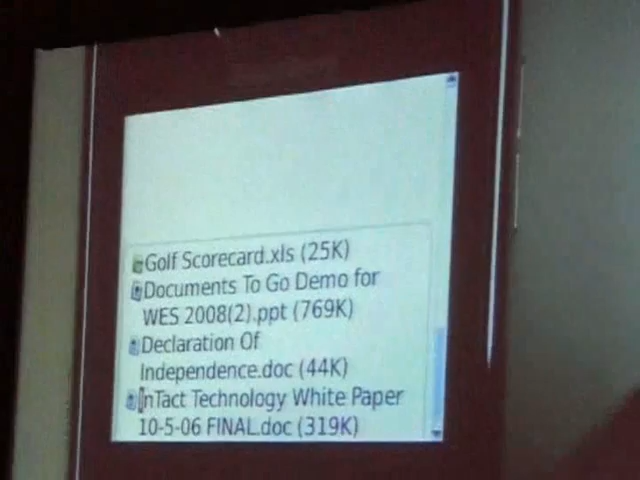 Golf Scorecard.xls (25K)
Documents To Go Demo for
WES 2008(2).ppt (769K)
Declaration Of
Independence.doc (44K)
InTact Technology White Paper
10-5-06 FINAL.doc (319K)